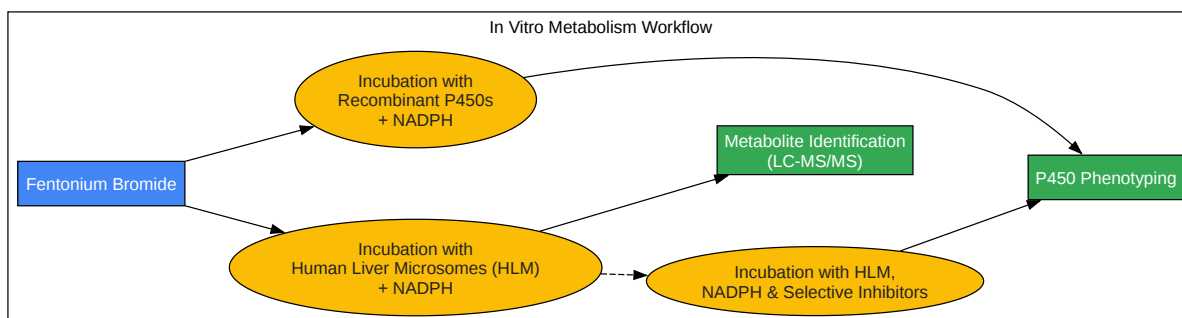 In Vitro Metabolism Workflow
Incubation with
Recombinant P450s
+ NADPH
Metabolite Identification
(LC-MS/MS)
Fentonium Bromide
P450 Phenotyping
Incubation with
Human Liver Microsomes (HLM)
+ NADPH
Incubation with HLM,
NADPH & Selective Inhibitors